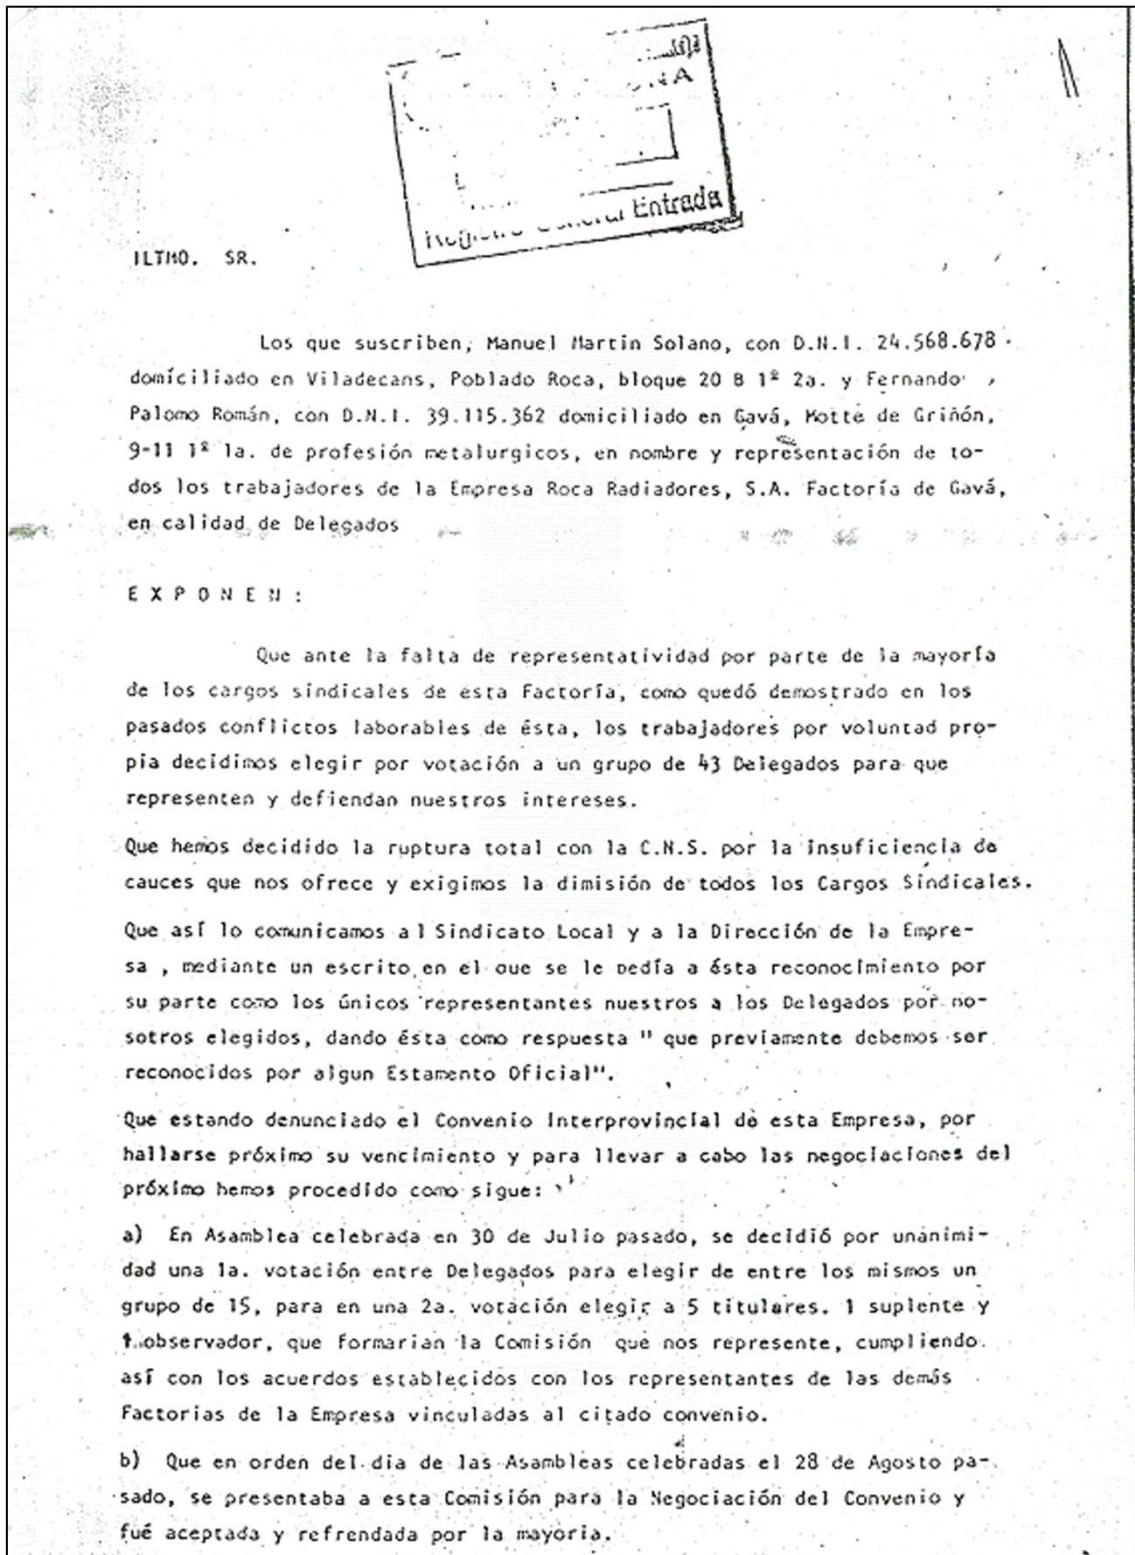 Registro General Entrada
ILTMO. SR.
Los que suscriben, Manuel Martin Solano, con D.N.I. 24.568.678
domiciliado en Viladecans, Poblado Roca, bloque 20 B 1º 2a. y Fernando
Palomo Román, con D.N.I. 39.115.362 domiciliado en Gavá, Motte de Griñón,
9-11 1º 1a. de profesión metalurgicos, en nombre y representación de to-
dos los trabajadores de la Empresa Roca Radiadores, S.A. Factoría de Gavá,
en calidad de Delegados
E X P O N E N :
Que ante la falta de representatividad por parte de la mayoría
de los cargos sindicales de esta Factoría, como quedó demostrado en los
pasados conflictos laborables de ésta, los trabajadores por voluntad pro-
pia decidimos elegir por votación a un grupo de 43 Delegados para que
representen y defiendan nuestros intereses.
Que hemos decidido la ruptura total con la C.N.S. por la insuficiencia de
cauces que nos ofrece y exigimos la dimisión de todos los Cargos Sindicales.
Que así lo comunicamos al Sindicato Local y a la Dirección de la Empre-
sa , mediante un escrito en el que se le pedía a ésta reconocimiento por
su parte como los únicos representantes nuestros a los Delegados por no-
sotros elegidos, dando ésta como respuesta " que previamente debemos ser
reconocidos por algun Estamento Oficial".
Que estando denunciado el Convenio Interprovincial de esta Empresa, por
hallarse próximo su vencimiento y para llevar a cabo las negociaciones del
próximo hemos procedido como sigue:
a) En Asamblea celebrada en 30 de Julio pasado, se decidió por unanimi-
dad una 1a. votación entre Delegados para elegir de entre los mismos un
grupo de 15, para en una 2a. votación elegir a 5 titulares. 1 suplente y
1 observador, que formarian la Comisión que nos represente, cumpliendo
así con los acuerdos establecidos con los representantes de las demás
Factorias de la Empresa vinculadas al citado convenio.
b) Que en orden del dia de las Asambleas celebradas el 28 de Agosto pa-
sado, se presentaba a esta Comisión para la Negociación del Convenio y
fué aceptada y refrendada por la mayoria.